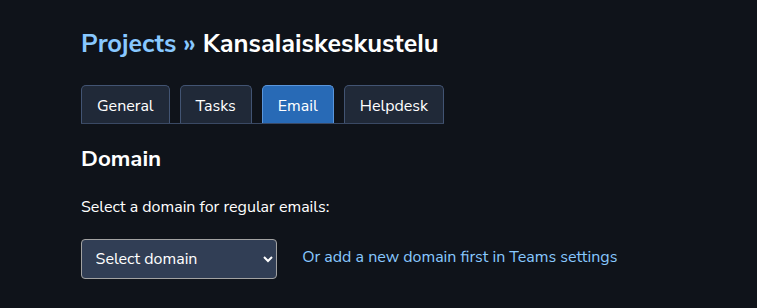 Projects » Kansalaiskeskustelu
General Tasks Email Helpdesk
Domain
Select a domain for regular emails:
Select domain Or add a new domain first in Teams settings